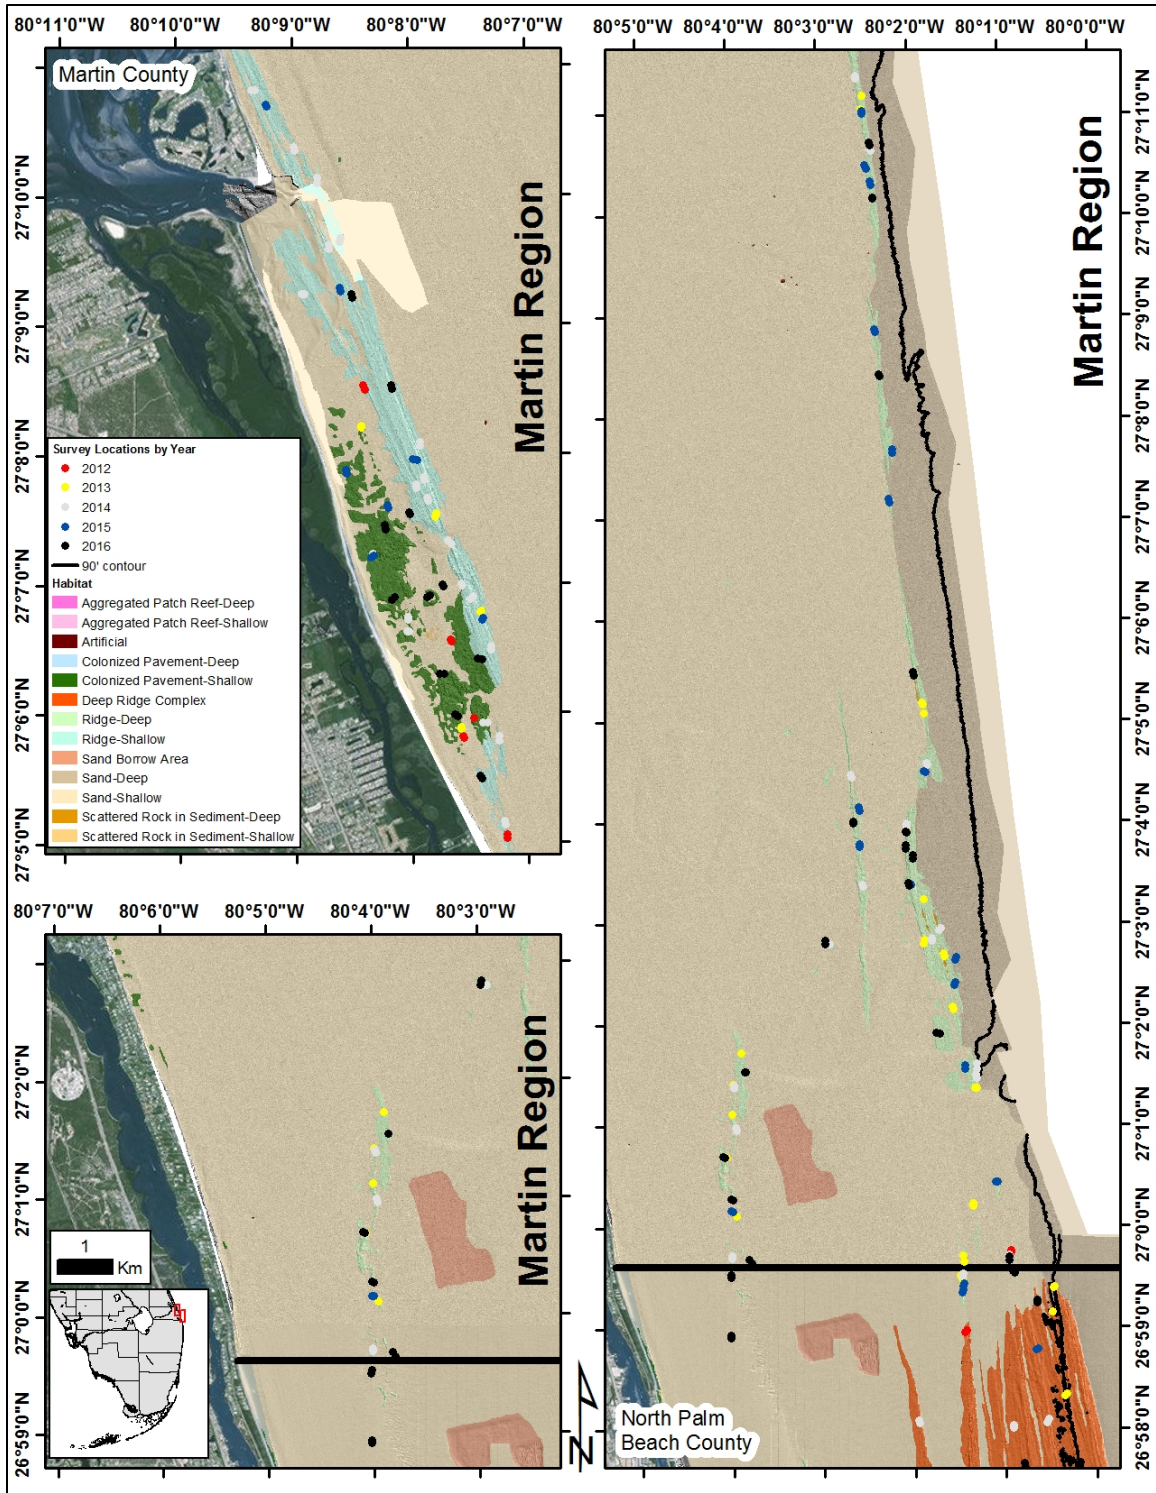 80°11'0"W 80°10'0"W 80°9'0"W 80°8'0"W 80°7'0"W
80°5'0"W 80°4'0"W 80°3'0"W 80°2'0"W 80°1'0"W 80°0'0"W
Martin County
27°10'0"N
27°9'0"N
27°8'0"N
27°7'0"N
27°6'0"N
27°5'0"N
Martin Region
Survey Locations by Year
2012
2013
2014
2015
2016
90' contour
Habitat
Aggregated Patch Reef-Deep
Aggregated Patch Reef-Shallow
Artificial
Colonized Pavement-Deep
Colonized Pavement-Shallow
Deep Ridge Complex
Ridge-Deep
Ridge-Shallow
Sand Borrow Area
Sand-Deep
Sand-Shallow
Scattered Rock in Sediment-Deep
Scattered Rock in Sediment-Shallow
80°7'0"W 80°6'0"W 80°5'0"W 80°4'0"W 80°3'0"W
27°2'0"N
27°1'0"N
27°0'0"N
26°59'0"N
Martin Region
1
Km
N
Martin Region
27°11'0"N
27°10'0"N
27°9'0"N
27°8'0"N
27°7'0"N
27°6'0"N
27°5'0"N
27°4'0"N
27°3'0"N
27°2'0"N
27°1'0"N
27°0'0"N
26°59'0"N
26°58'0"N
North Palm
Beach County